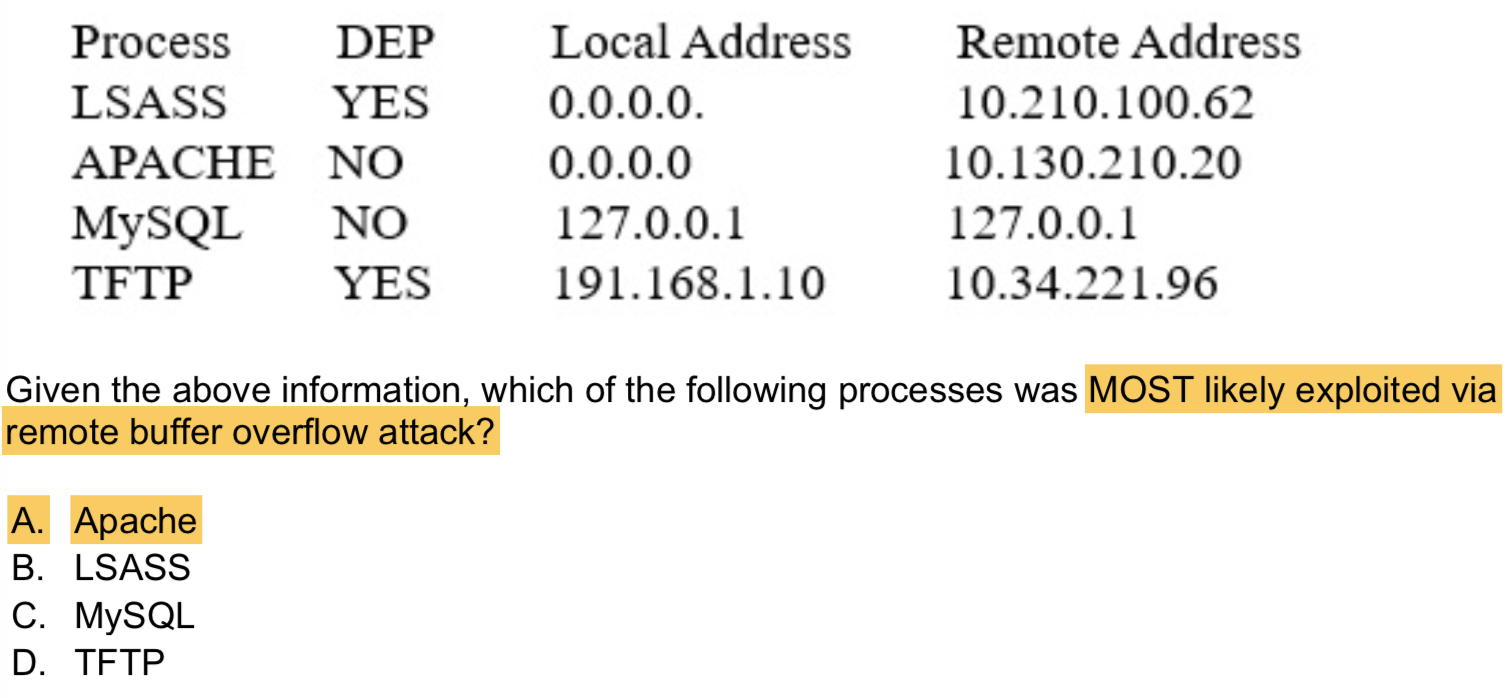 Process DEP Local Address Remote Address
LSASS YES 0.0.0.0. 10.210.100.62
APACHE NO 0.0.0.0 10.130.210.20
MySQL NO 127.0.0.1 127.0.0.1
TFTP YES 191.168.1.10 10.34.221.96
Given the above information, which of the following processes was MOST likely exploited via
remote buffer overflow attack?
A. Apache
B. LSASS
C. MySQL
D. TFTP